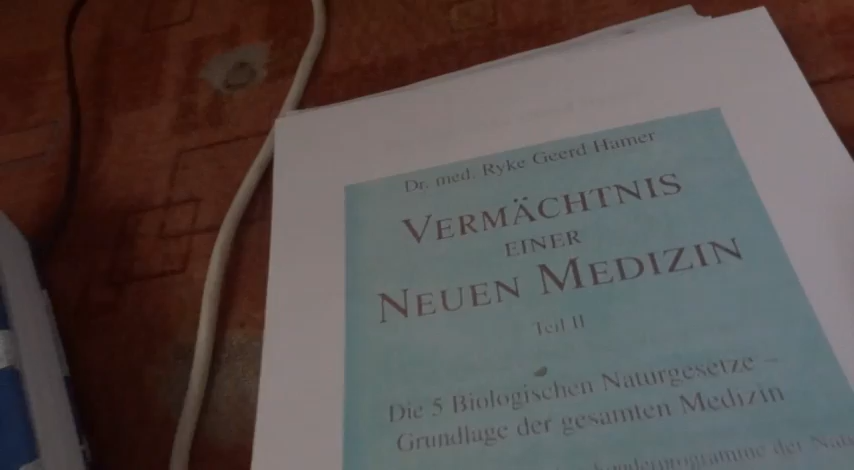 Dr. med. Ryke Geerd Hamer
VERMÄCHTNIS
EINER
NEUEN MEDIZIN
Teil II
Die 5 Biologischen Naturgesetze –
Grundlage der gesamten Medizin
der